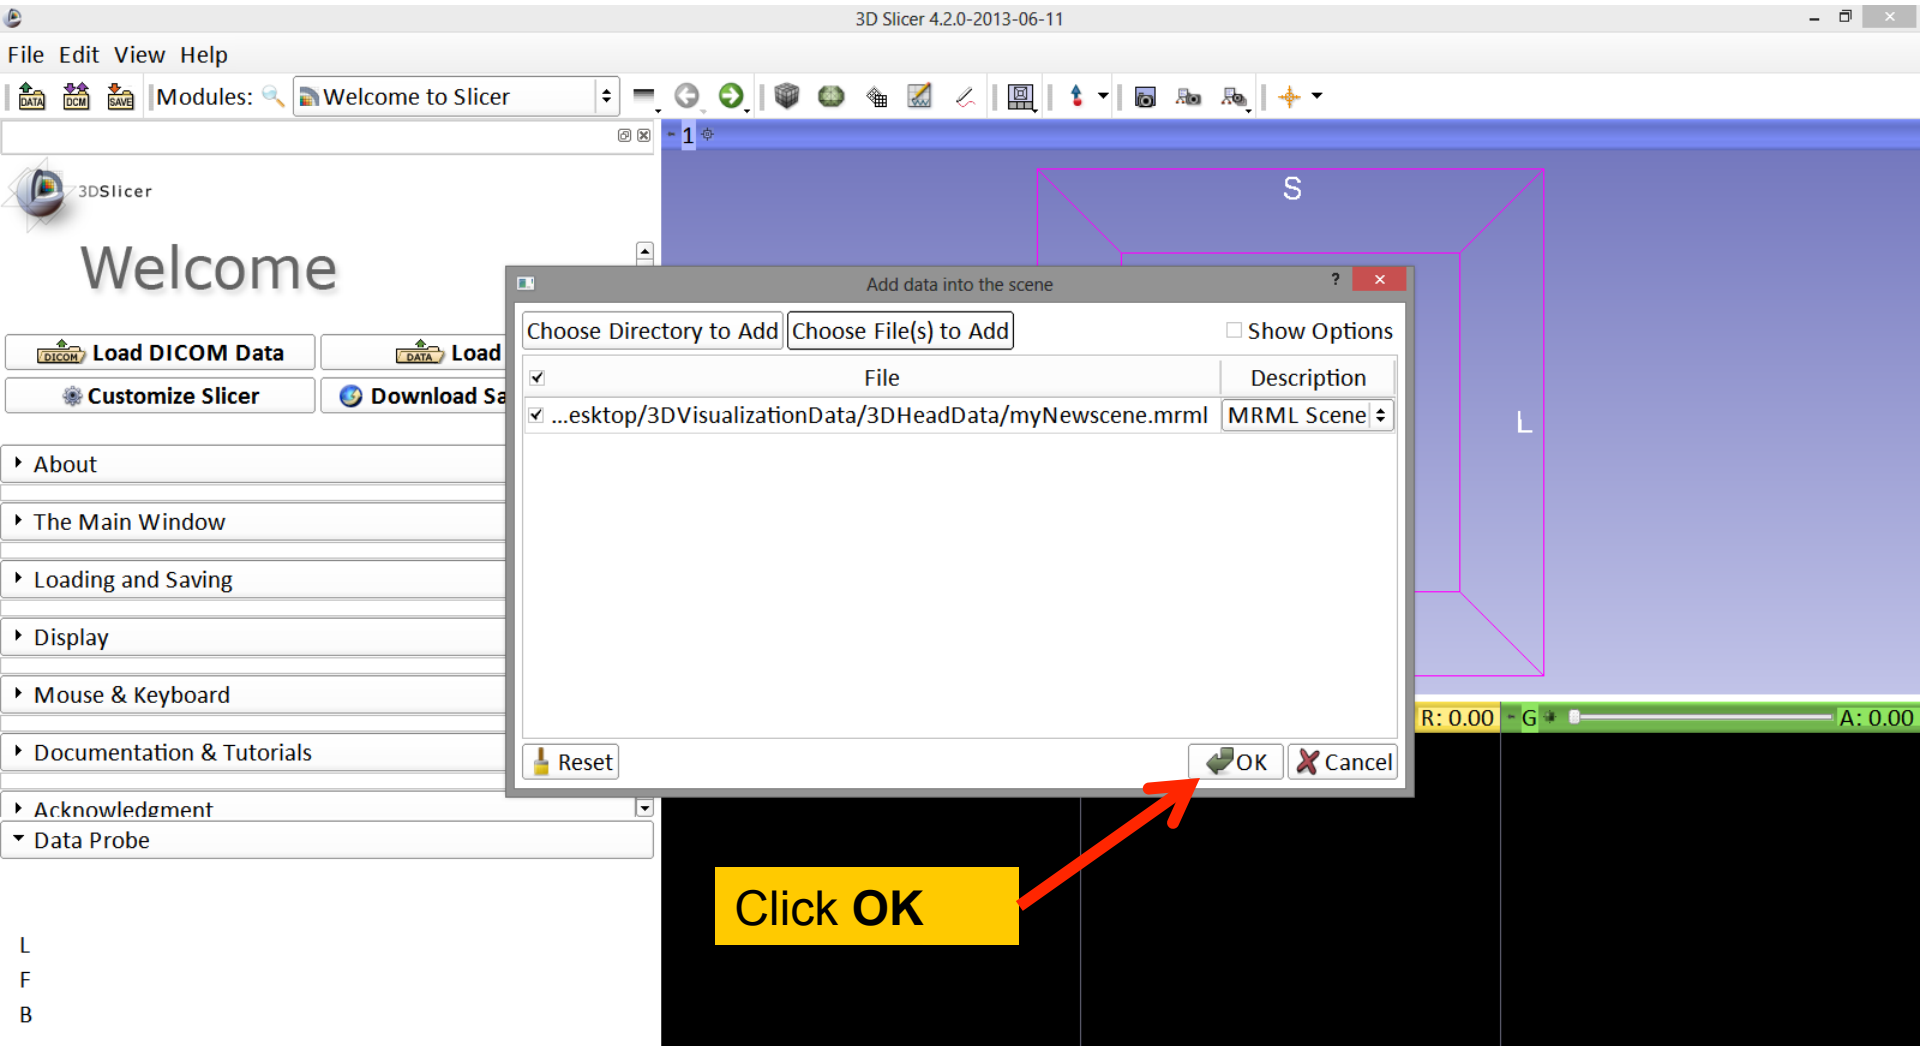 3D Slicer 4.2.0-2013-06-11
File Edit View Help
DATA DCM SAVE Modules: Welcome to Slicer
1
3DSlicer
Welcome
S
L
Add data into the scene ?
Choose Directory to Add Choose File(s) to Add Show Options
File Description
...esktop/3DVisualizationData/3DHeadData/myNewscene.mrml MRML Scene
Reset OK Cancel
DICOM Load DICOM Data DATA Load
Customize Slicer Download Sa
About
The Main Window
Loading and Saving
Display
Mouse & Keyboard
Documentation & Tutorials
Acknowledgment
Data Probe
R: 0.00 G A: 0.00
Click OK
L
F
B